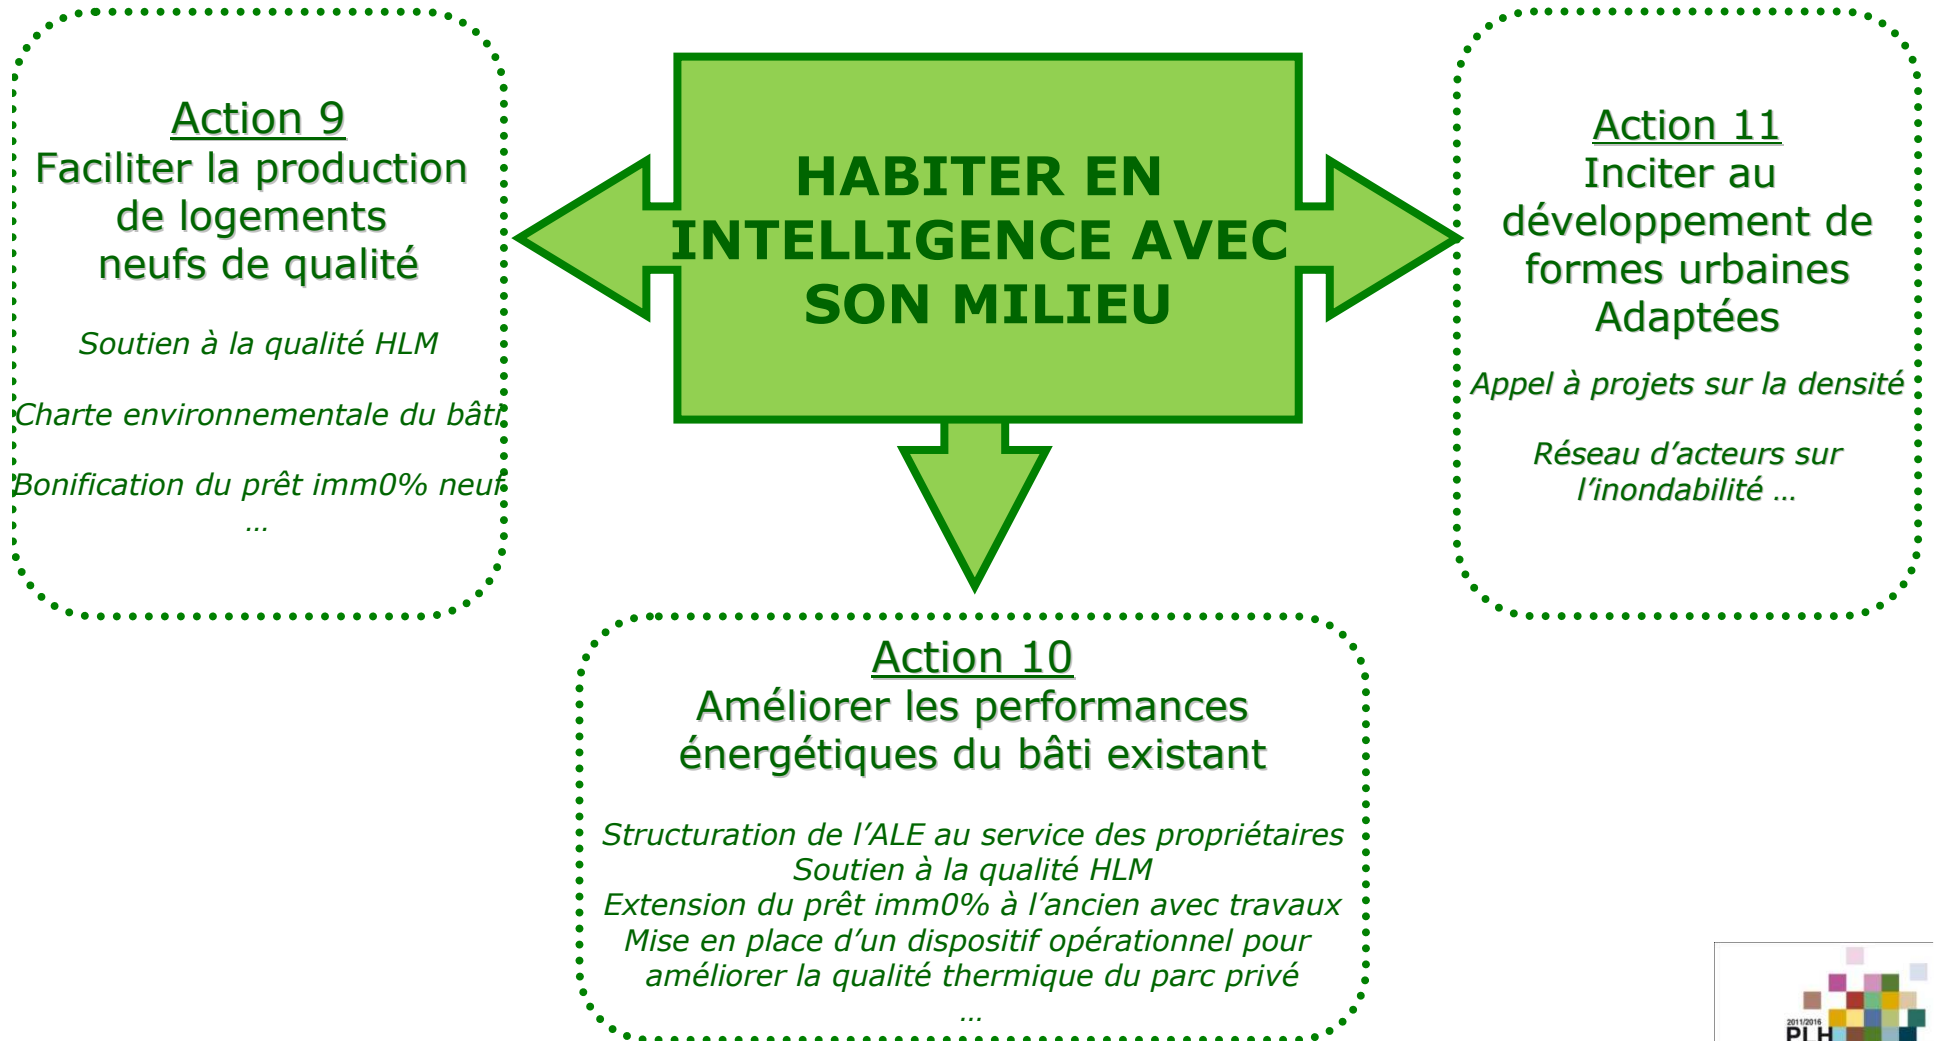 Action 9
Faciliter la production
de logements
neufs de qualité
Soutien à la qualité HLM
Charte environnementale du bâti
Bonification du prêt imm0% neuf
…
HABITER EN
INTELLIGENCE AVEC
SON MILIEU
Action 11
Inciter au
développement de
formes urbaines
Adaptées
Appel à projets sur la densité
Réseau d’acteurs sur
l’inondabilité …
Action 10
Améliorer les performances
énergétiques du bâti existant
Structuration de l’ALE au service des propriétaires
Soutien à la qualité HLM
Extension du prêt imm0% à l’ancien avec travaux
Mise en place d’un dispositif opérationnel pour
améliorer la qualité thermique du parc privé
…
2011/2016
PLH